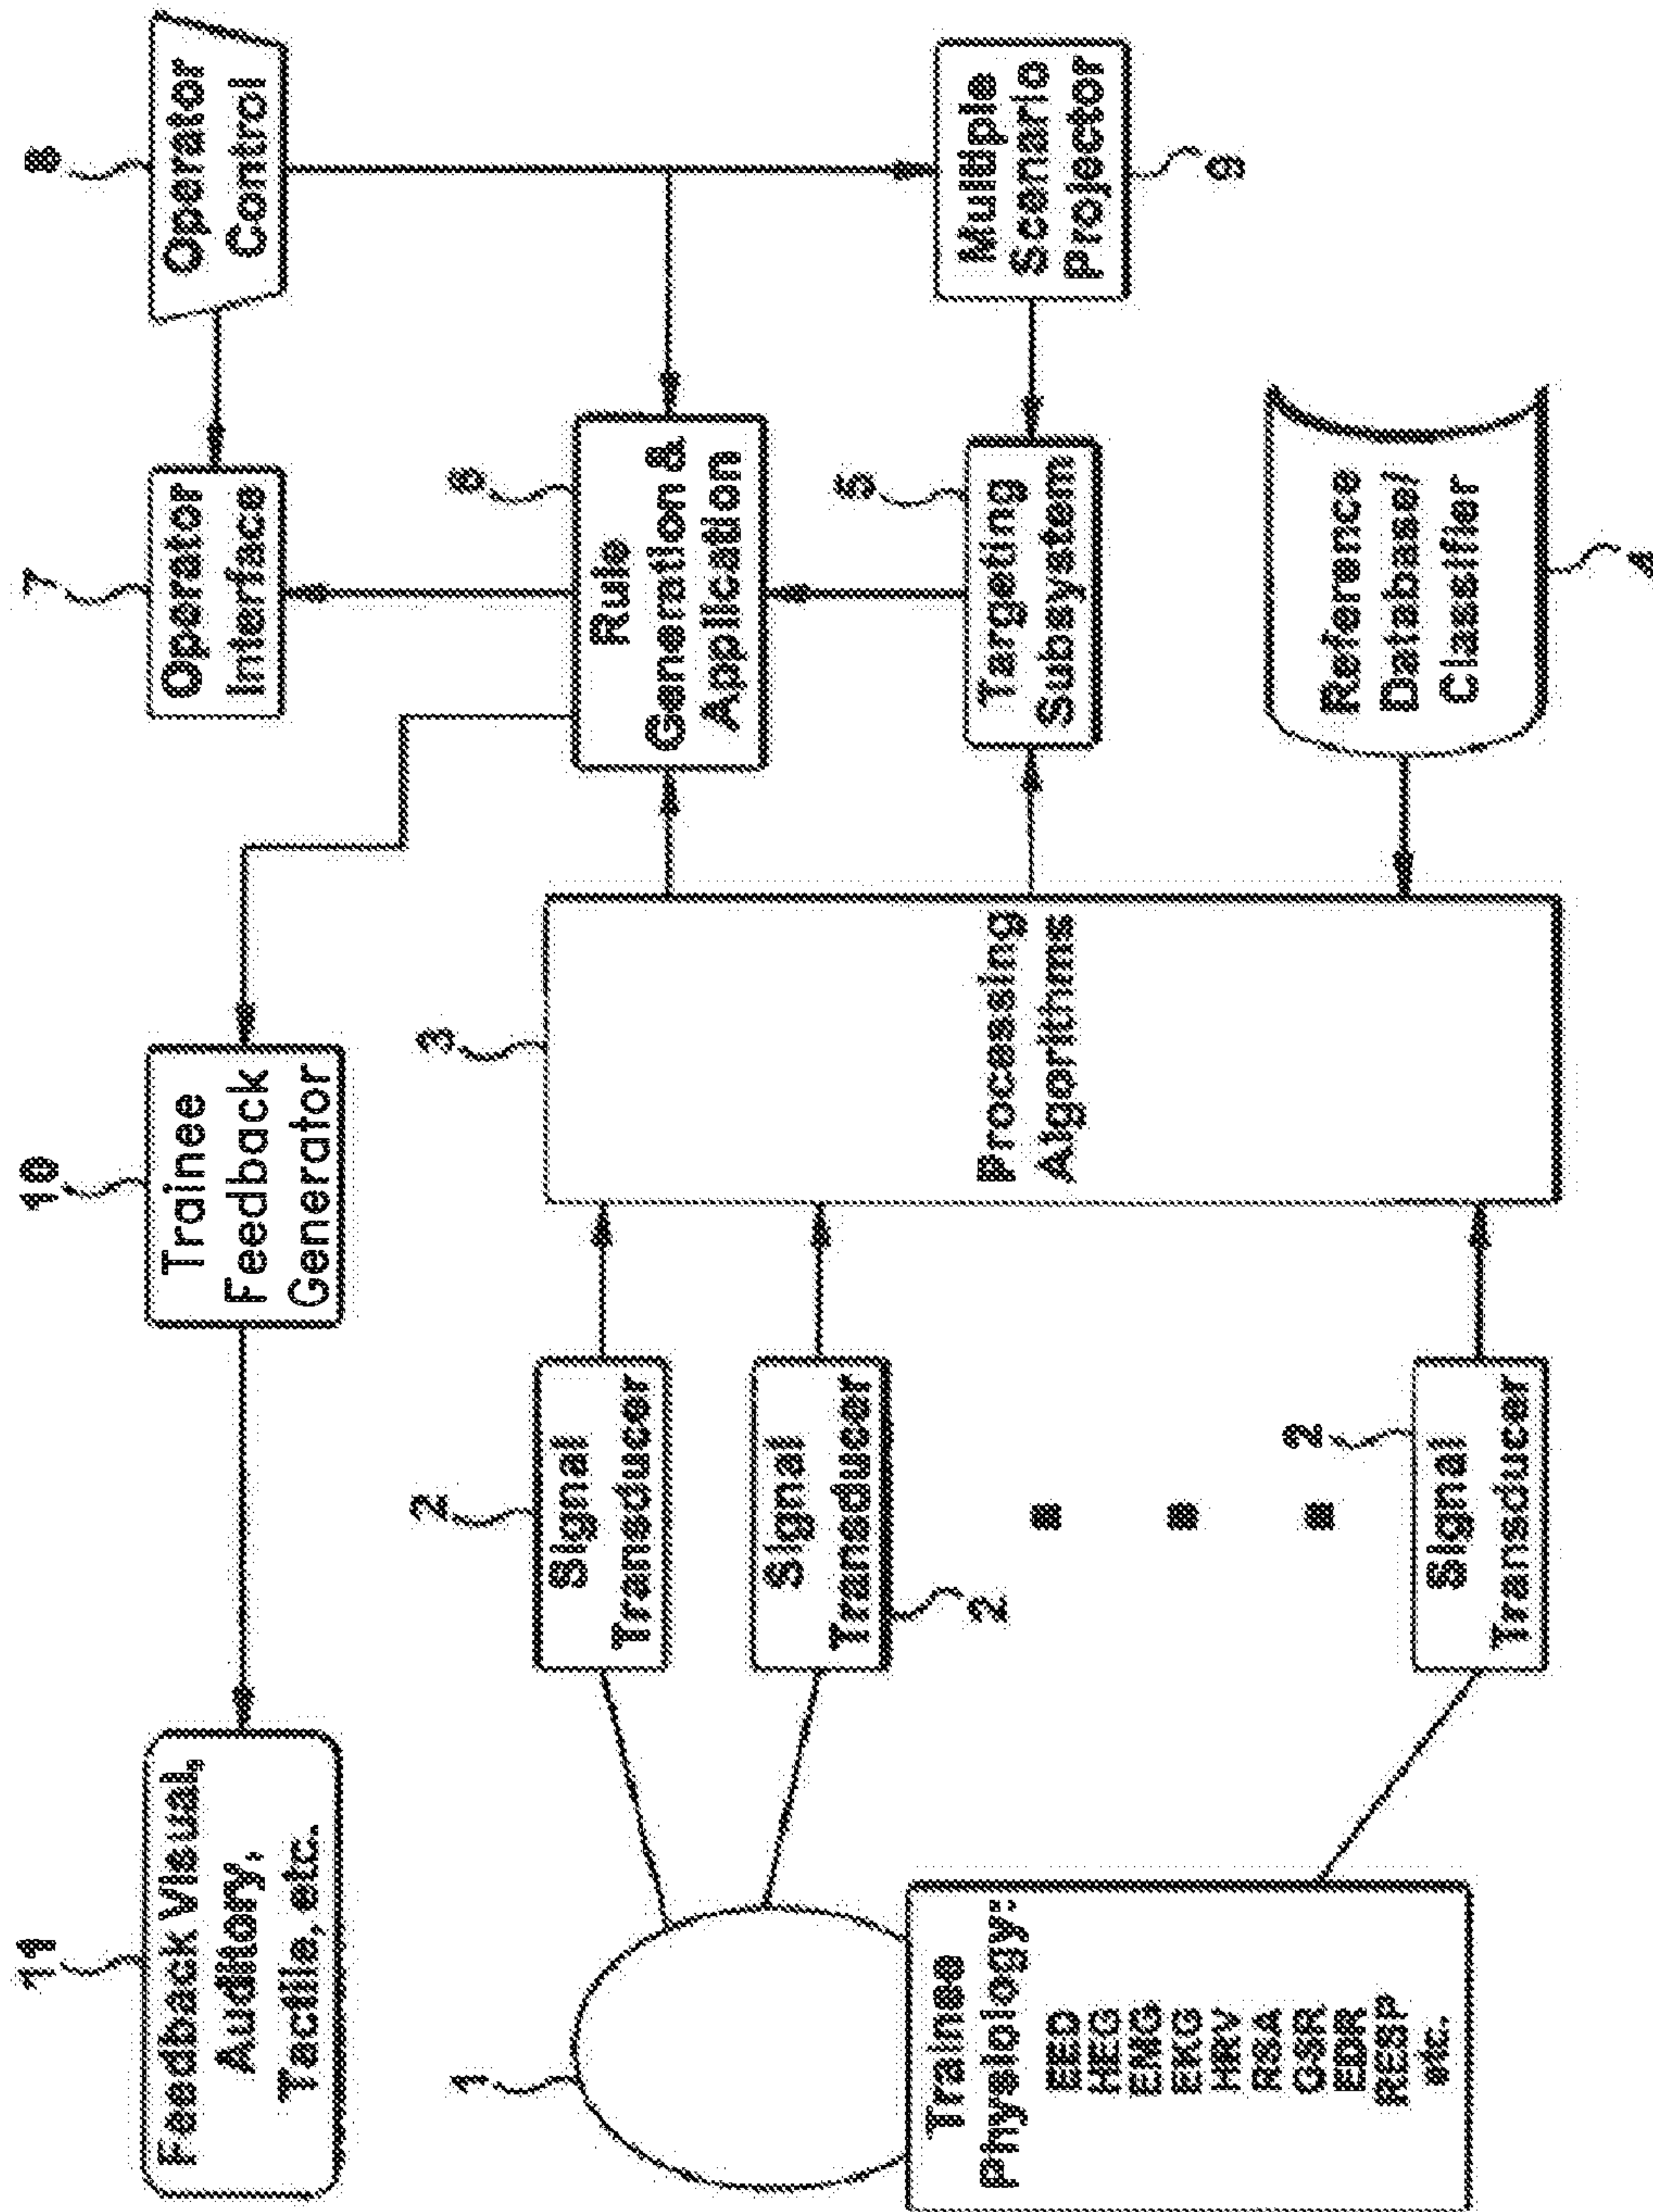 11
Feedback Visual,
Auditory,
Tactile, etc.
10
Trainee
Feedback
Generator
7
Operator
Interface
8
Operator
Control
1
Trainee
Physiology:
EED
HEG
EMG
EKG
HRV
RSA
GSR
EDR
RESP
etc.
2
Signal
Transducer
Signal
Transducer
2
2
Signal
Transducer
3
Processing
Algorithms
6
Rule
Generation &
Application
5
Targeting
Subsystem
Multiple
Scenario
Projector
9
Reference
Database/
Classifier
4